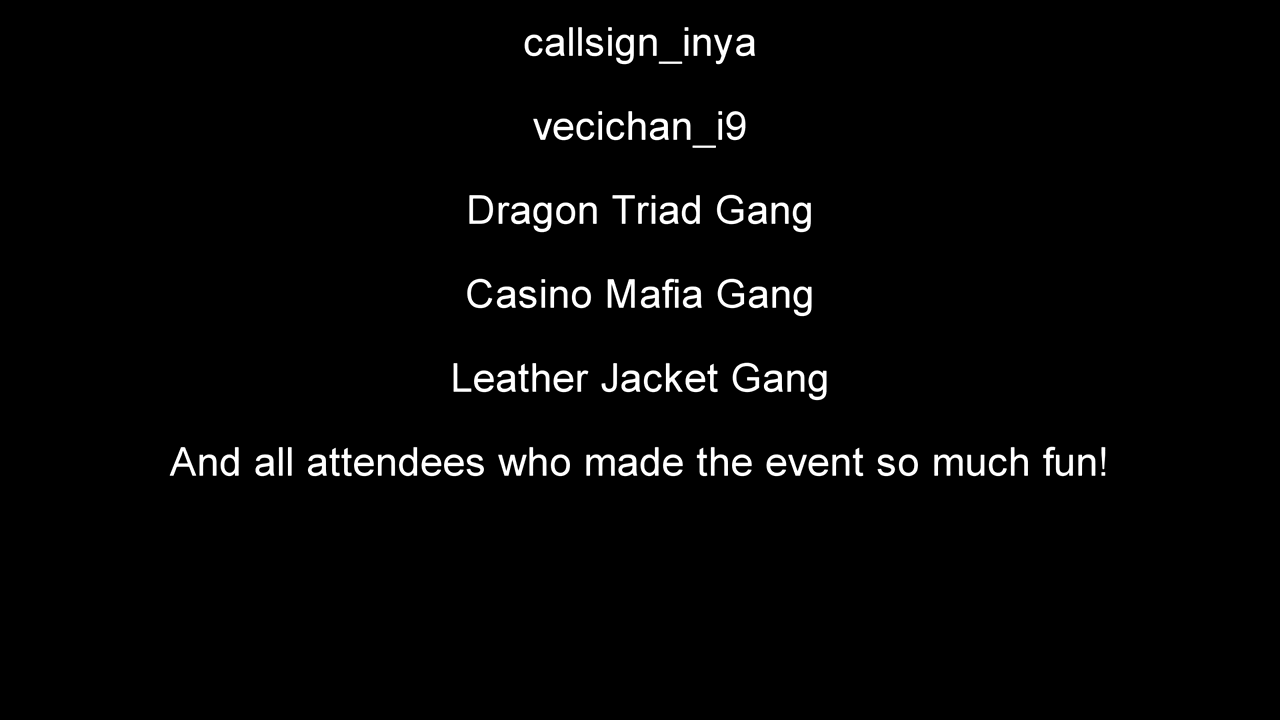 callsign_inya
vecichan_i9
Dragon Triad Gang
Casino Mafia Gang
Leather Jacket Gang
And all attendees who made the event so much fun!